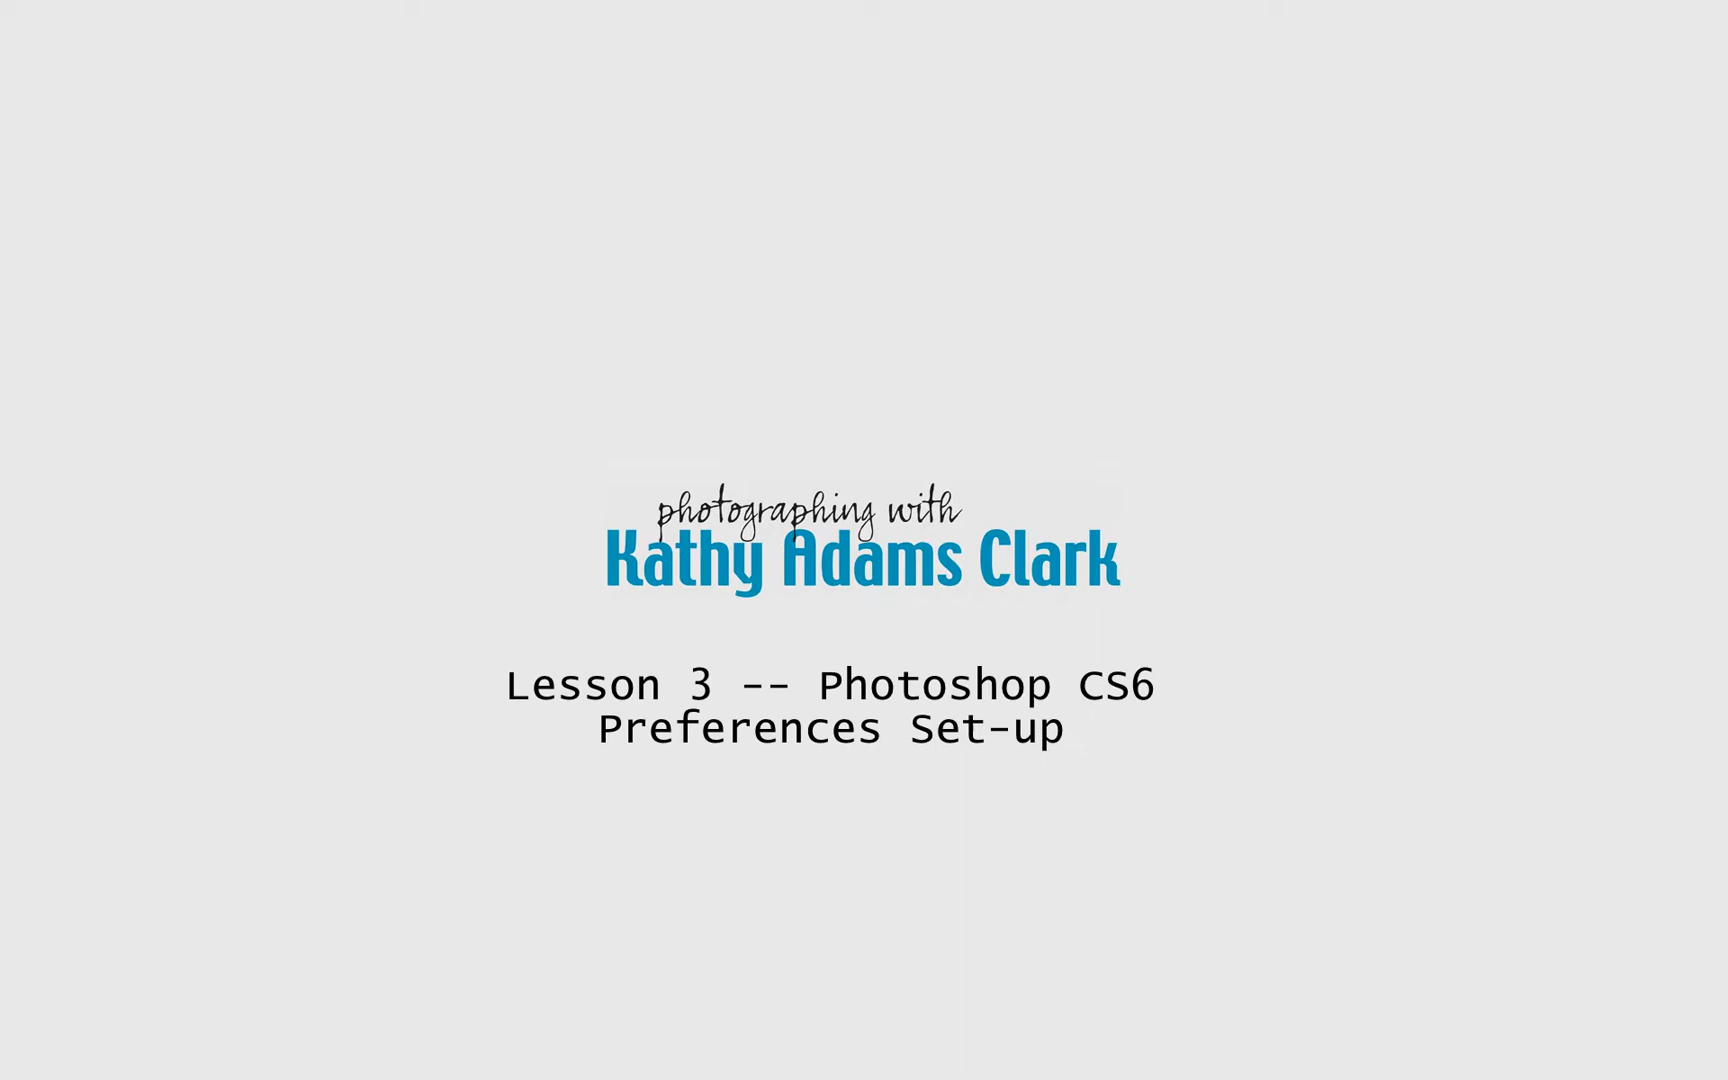 photographing with
Kathy Adams Clark
Lesson 3 -- Photoshop CS6
Preferences Set-up